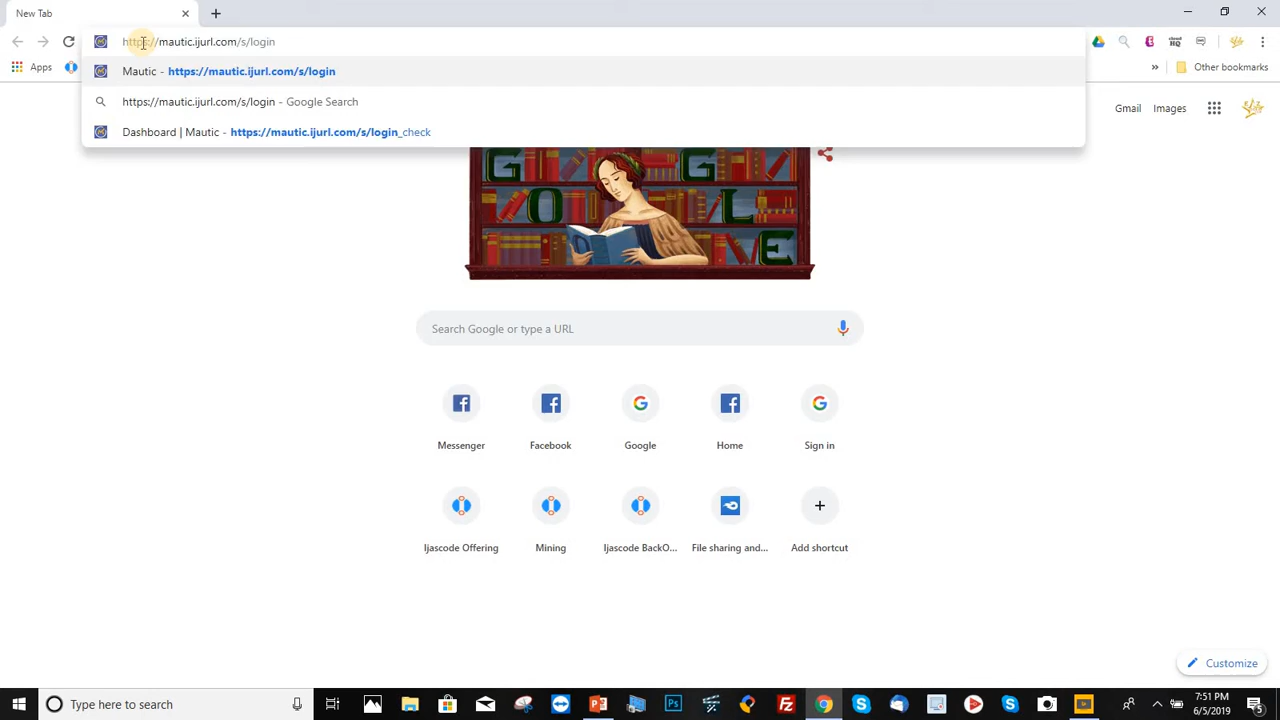 New Tab
https://mautic.ijurl.com/s/login
Mautic - https://mautic.ijurl.com/s/login
https://mautic.ijurl.com/s/login - Google Search
Dashboard | Mautic - https://mautic.ijurl.com/s/login_check
Apps
» Other bookmarks
Gmail Images
G G
O L
E
Search Google or type a URL
Messenger Facebook Google Home Sign in
Ijascode Offering Mining Ijascode BackO... File sharing and... Add shortcut
Customize
Type here to search
7:51 PM
6/5/2019